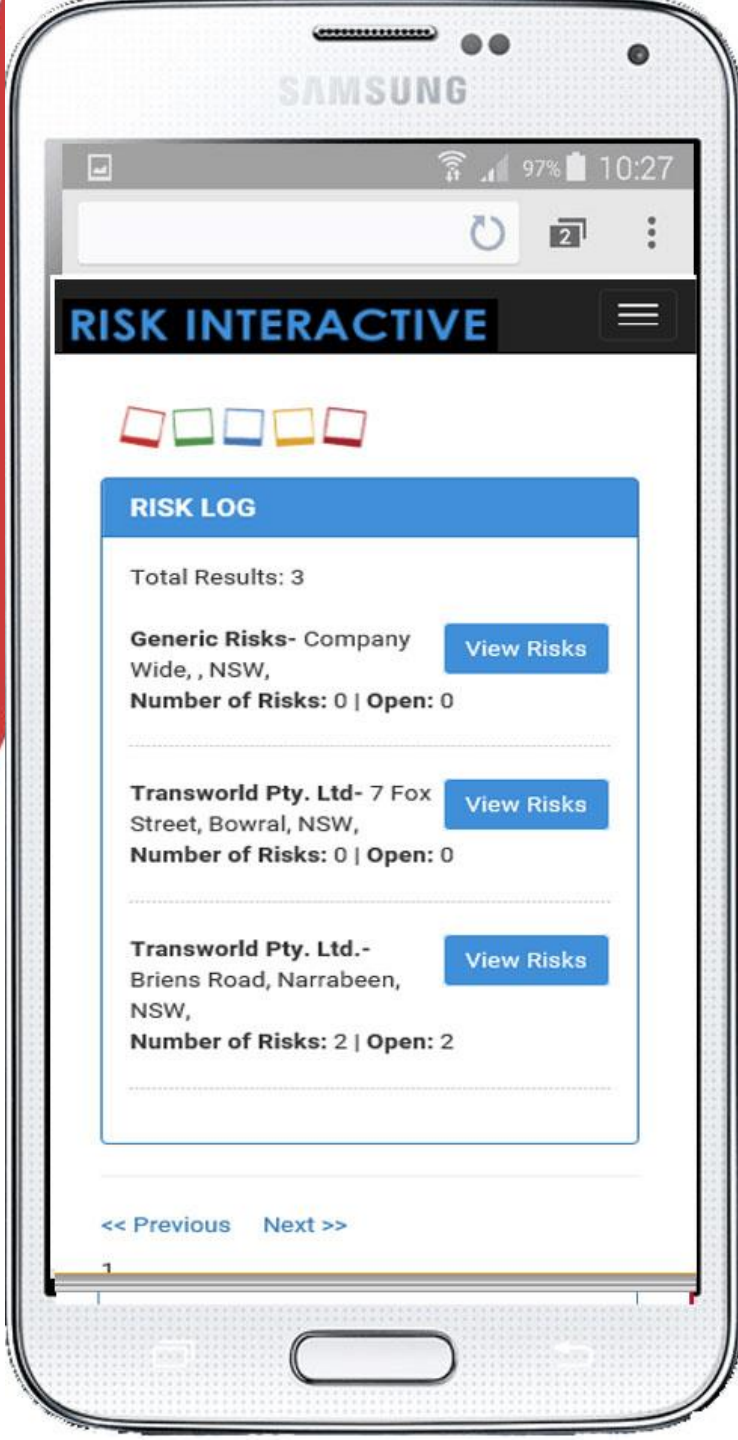 SAMSUNG
97% 10:27
2
RISK INTERACTIVE
RISK LOG
Total Results: 3
Generic Risks- Company
Wide, , NSW,
Number of Risks: 0 | Open: 0
View Risks
Transworld Pty. Ltd- 7 Fox
Street, Bowral, NSW,
Number of Risks: 0 | Open: 0
View Risks
Transworld Pty. Ltd.-
Briens Road, Narrabeen,
NSW,
Number of Risks: 2 | Open: 2
View Risks
<< Previous Next >>
1